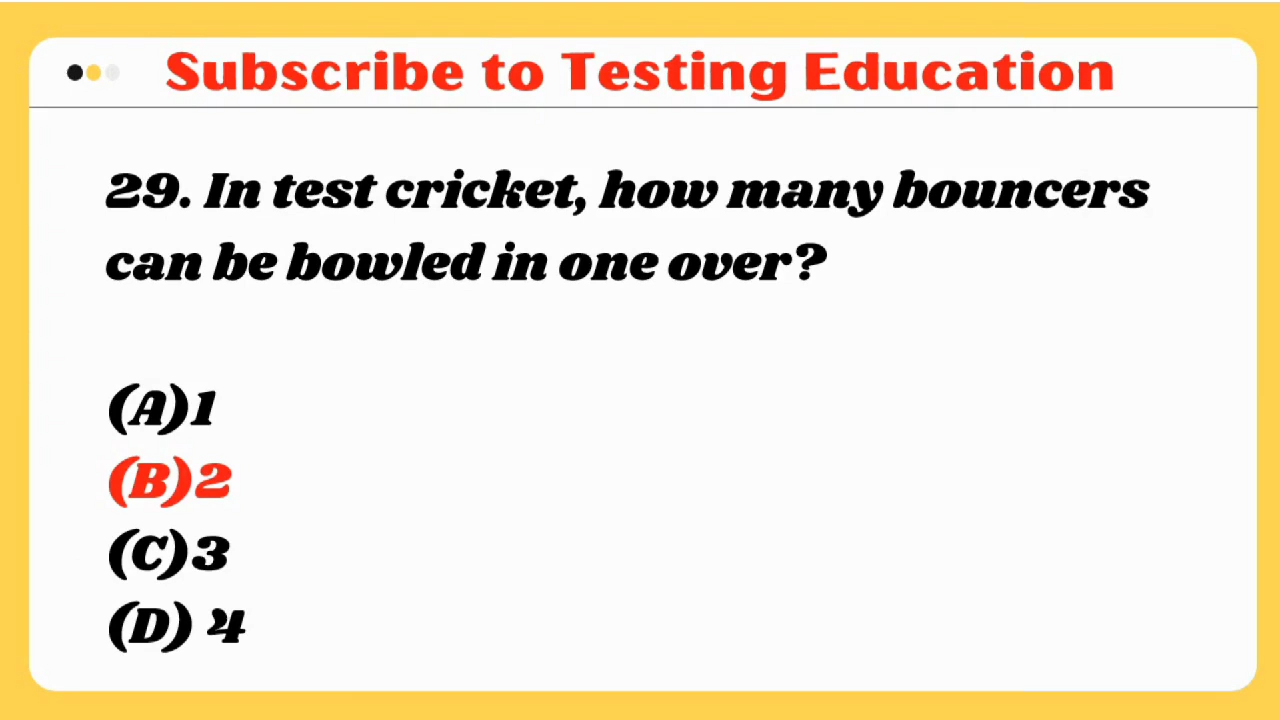 Subscribe to Testing Education
29. In test cricket, how many bouncers
can be bowled in one over?
(A)1
(B)2
(C)3
(D) 4